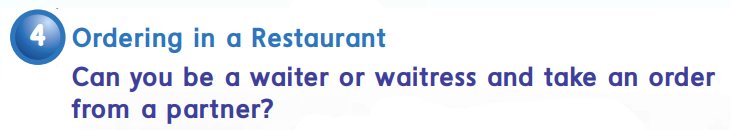 4 Ordering in a Restaurant
Can you be a waiter or waitress and take an order
from a partner?